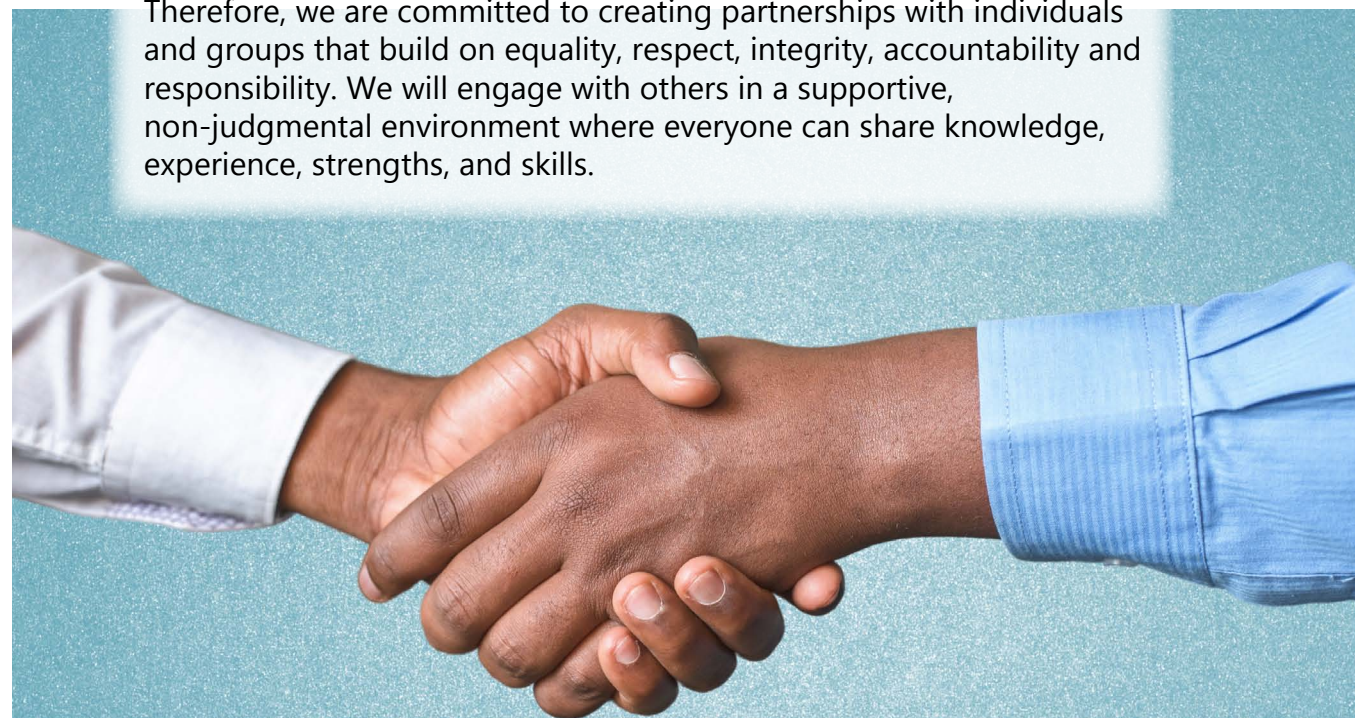 Therefore, we are committed to creating partnerships with individuals
and groups that build on equality, respect, integrity, accountability and
responsibility. We will engage with others in a supportive,
non-judgmental environment where everyone can share knowledge,
experience, strengths, and skills.